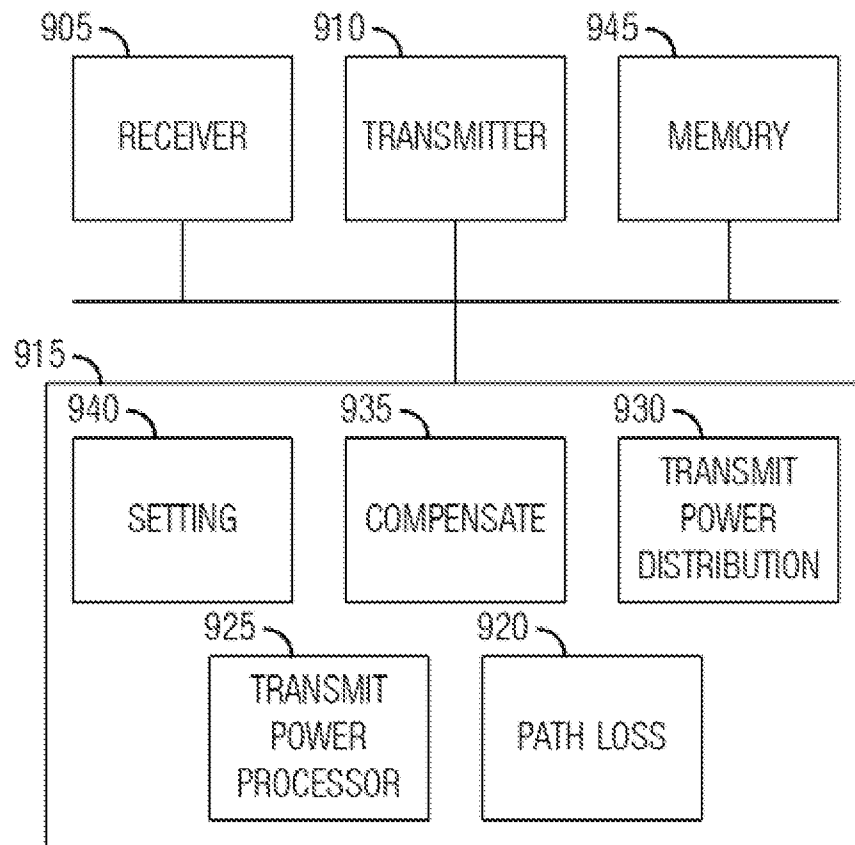 905
910
945
RECEIVER
TRANSMITTER
MEMORY
915
940
935
930
SETTING
COMPENSATE
TRANSMIT
POWER
DISTRIBUTION
925
920
TRANSMIT
POWER
PROCESSOR
PATH LOSS